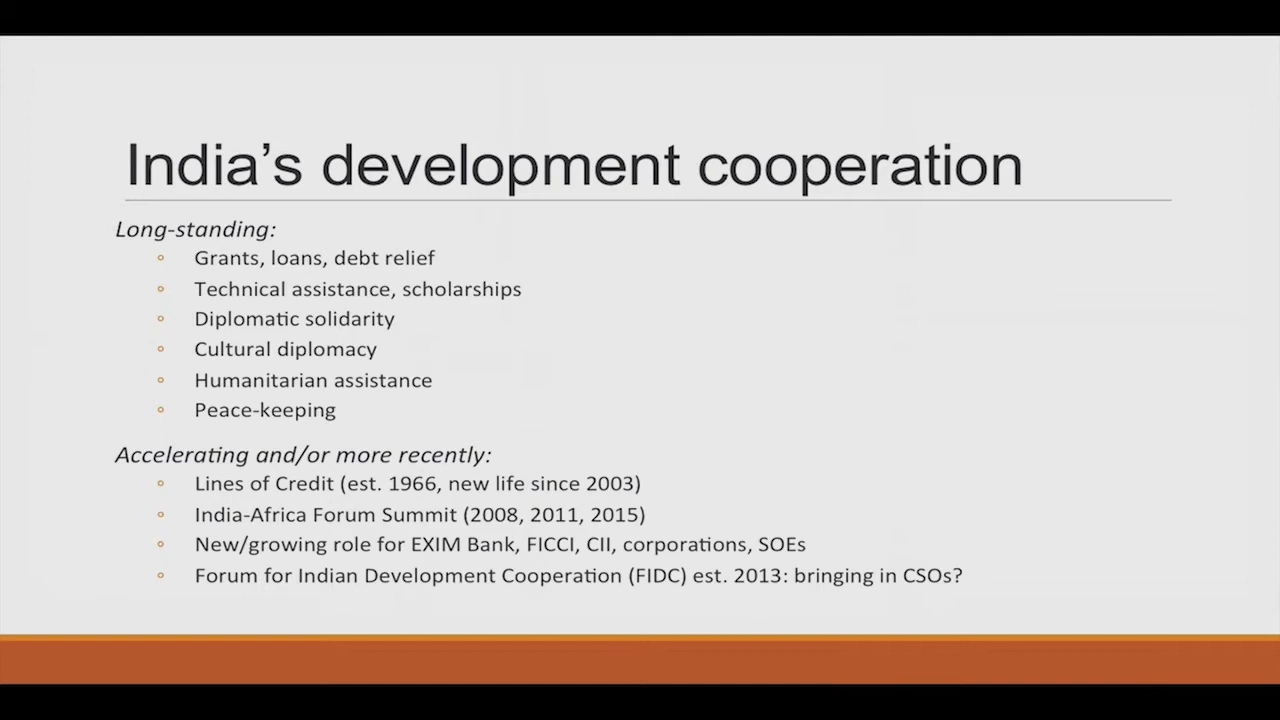 India’s development cooperation
Long-standing:
◦ Grants, loans, debt relief
◦ Technical assistance, scholarships
◦ Diplomatic solidarity
◦ Cultural diplomacy
◦ Humanitarian assistance
◦ Peace-keeping
Accelerating and/or more recently:
◦ Lines of Credit (est. 1966, new life since 2003)
◦ India-Africa Forum Summit (2008, 2011, 2015)
◦ New/growing role for EXIM Bank, FICCI, CII, corporations, SOEs
◦ Forum for Indian Development Cooperation (FIDC) est. 2013: bringing in CSOs?